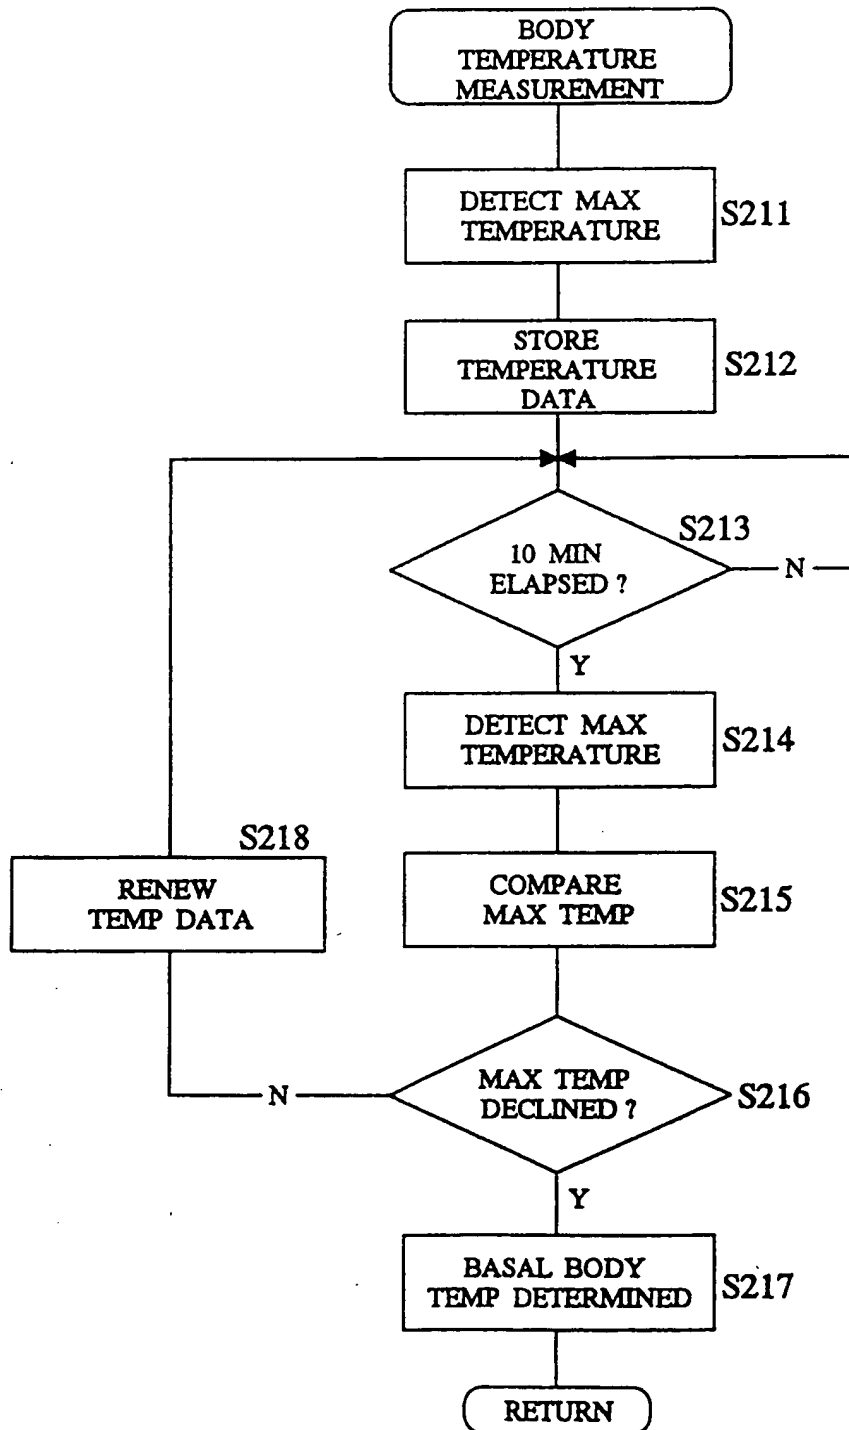 BODY
TEMPERATURE
MEASUREMENT
DETECT MAX
TEMPERATURE
S211
STORE
TEMPERATURE
DATA
S212
S213
10 MIN
ELAPSED ?
N
Y
DETECT MAX
TEMPERATURE
S214
S218
RENEW
TEMP DATA
COMPARE
MAX TEMP
S215
N
MAX TEMP
DECLINED ?
S216
Y
BASAL BODY
TEMP DETERMINED
S217
RETURN